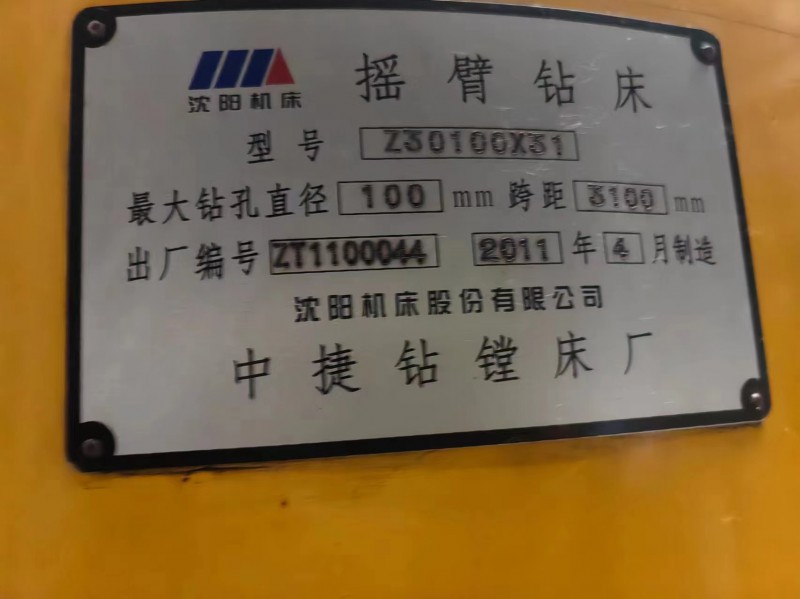 沈阳机床
摇臂钻床
型号 Z30100X31
最大钻孔直径 100 mm 跨距 3100 mm
出厂编号 ZT1100044 2011 年 4 月制造
沈阳机床股份有限公司
中捷钻镗床厂